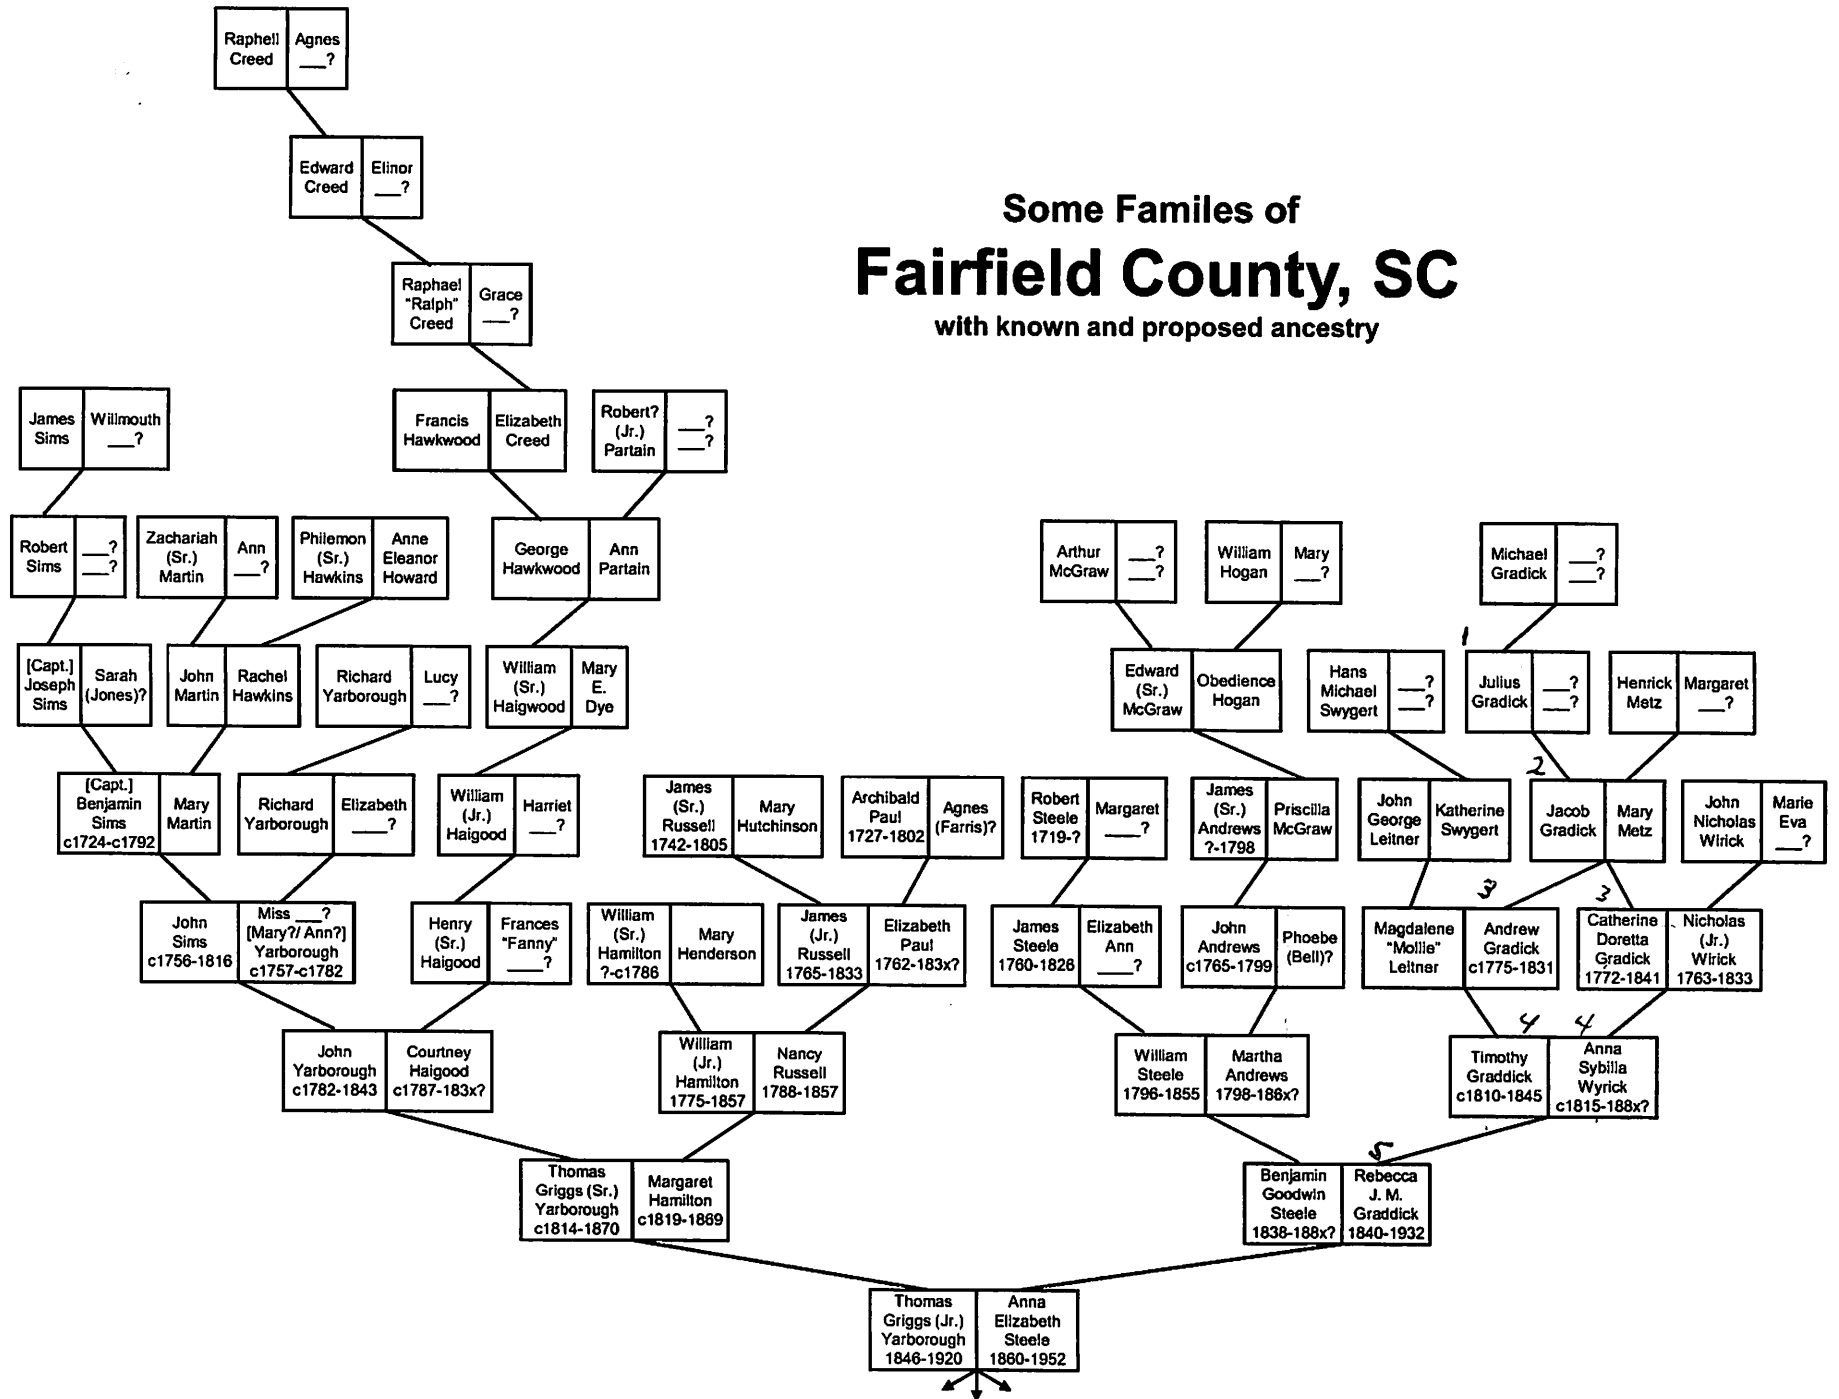 Raphell
Creed
Agnes
___?
Edward
Creed
Elinor
___?
Some Familes of
Fairfield County, SC
with known and proposed ancestry
Raphael
"Ralph"
Creed
Grace
___?
James
Sims
Willmouth
___?
Francis
Hawkwood
Elizabeth
Creed
Robert?
(Jr.)
Partain
___?
___?
Robert
Sims
___?
___?
Zachariah
(Sr.)
Martin
Ann
___?
Philemon
(Sr.)
Hawkins
Anne
Eleanor
Howard
George
Hawkwood
Ann
Partain
Arthur
McGraw
___?
___?
William
Hogan
Mary
___?
Michael
Gradick
___?
___?
1
[Capt.]
Joseph
Sims
Sarah
(Jones)?
John
Martin
Rachel
Hawkins
Richard
Yarborough
Lucy
___?
William
(Sr.)
Haigwood
Mary
E.
Dye
Edward
(Sr.)
McGraw
Obedience
Hogan
Hans
Michael
Swygert
___?
___?
Julius
Gradick
___?
___?
Henrick
Metz
Margaret
___?
2
[Capt.]
Benjamin
Sims
c1724-c1792
Mary
Martin
Richard
Yarborough
Elizabeth
____?
William
(Jr.)
Haigood
Harriet
___?
James
(Sr.)
Russell
1742-1805
Mary
Hutchinson
Archibald
Paul
1727-1802
Agnes
(Farris)?
Robert
Steele
1719-?
Margaret
____?
James
(Sr.)
Andrews
?-1798
Priscilla
McGraw
John
George
Leitner
Katherine
Swygert
Jacob
Gradick
Mary
Metz
John
Nicholas
Wirick
Marie
Eva
___?
3
3
John
Sims
c1756-1816
Miss ___?
[Mary?/ Ann?]
Yarborough
c1757-c1782
Henry
(Sr.)
Haigood
Frances
"Fanny"
____?
William
(Sr.)
Hamilton
?-c1786
Mary
Henderson
James
(Jr.)
Russell
1765-1833
Elizabeth
Paul
1762-183x?
James
Steele
1760-1826
Elizabeth
Ann
____?
John
Andrews
c1765-1799
Phoebe
(Bell)?
Magdalene
"Mollie"
Leitner
Andrew
Gradick
c1775-1831
Catherine
Doretta
Gradick
1772-1841
Nicholas
(Jr.)
Wirick
1763-1833
4
4
John
Yarborough
c1782-1843
Courtney
Haigood
c1787-183x?
William
(Jr.)
Hamilton
1775-1857
Nancy
Russell
1788-1857
William
Steele
1796-1855
Martha
Andrews
1798-186x?
Timothy
Graddick
c1810-1845
Anna
Sybilla
Wyrick
c1815-188x?
5
Thomas
Griggs (Sr.)
Yarborough
c1814-1870
Margaret
Hamilton
c1819-1869
Benjamin
Goodwin
Steele
1838-188x?
Rebecca
J. M.
Graddick
1840-1932
Thomas
Griggs (Jr.)
Yarborough
1846-1920
Anna
Elizabeth
Steele
1860-1952